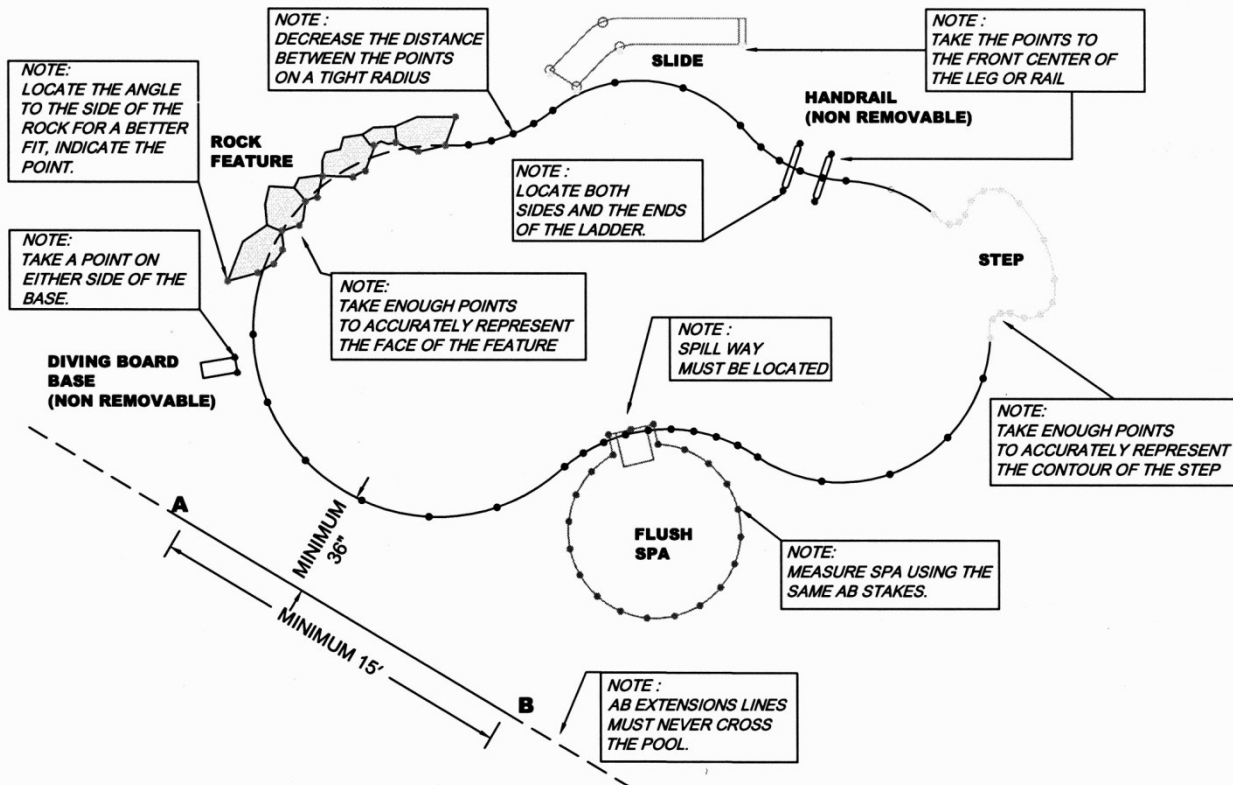 NOTE :
DECREASE THE DISTANCE
BETWEEN THE POINTS
ON A TIGHT RADIUS
SLIDE
NOTE :
TAKE THE POINTS TO
THE FRONT CENTER OF
THE LEG OR RAIL
NOTE:
LOCATE THE ANGLE
TO THE SIDE OF THE
ROCK FOR A BETTER
FIT, INDICATE THE
POINT.
ROCK
FEATURE
HANDRAIL
(NON REMOVABLE)
NOTE :
LOCATE BOTH
SIDES AND THE ENDS
OF THE LADDER.
NOTE:
TAKE A POINT ON
EITHER SIDE OF THE
BASE.
STEP
NOTE:
TAKE ENOUGH POINTS
TO ACCURATELY REPRESENT
THE FACE OF THE FEATURE
NOTE :
SPILL WAY
MUST BE LOCATED
DIVING BOARD
BASE
(NON REMOVABLE)
NOTE:
TAKE ENOUGH POINTS
TO ACCURATELY REPRESENT
THE CONTOUR OF THE STEP
A
MINIMUM
36"
FLUSH
SPA
NOTE:
MEASURE SPA USING THE
SAME AB STAKES.
MINIMUM 15'
B
NOTE :
AB EXTENSIONS LINES
MUST NEVER CROSS
THE POOL.